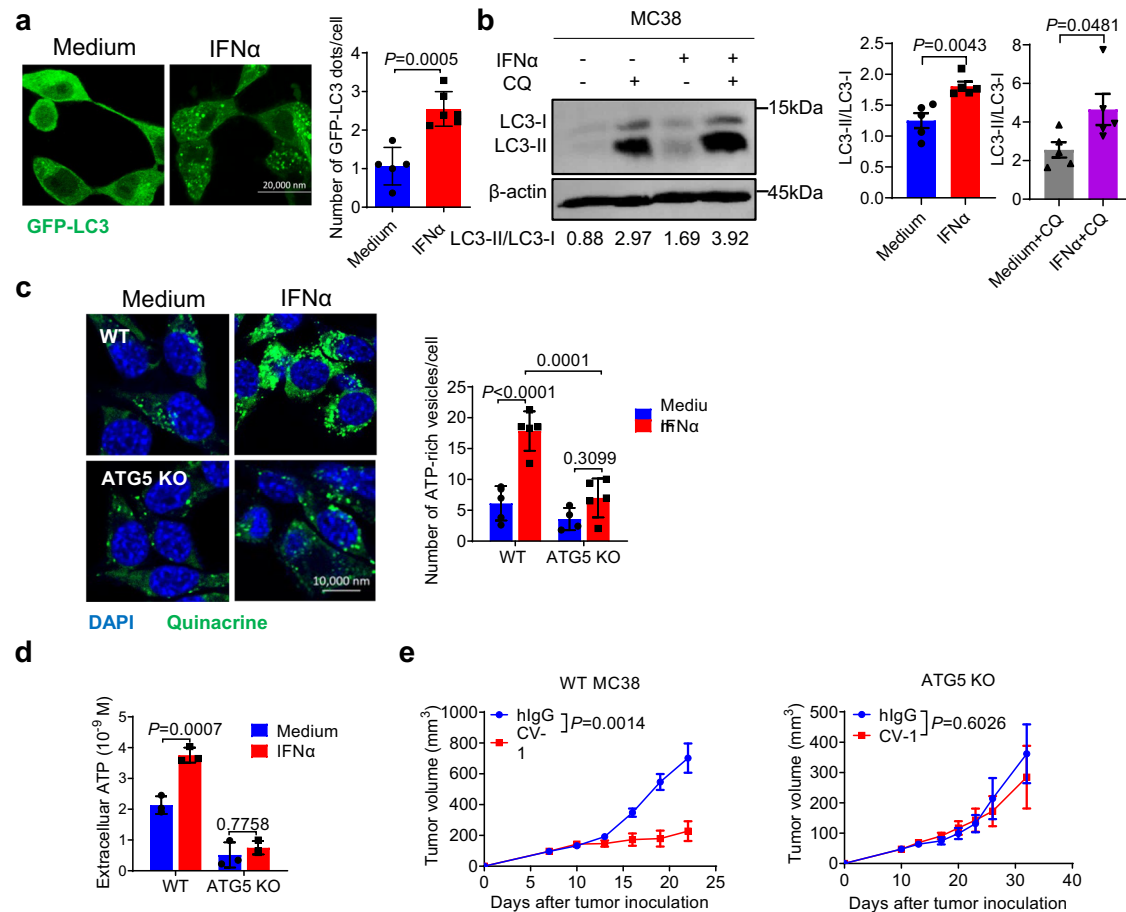 a
Medium
IFNα
20,000 nm
GFP-LC3
Number of GFP-LC3 dots/cell
P=0.0005
4
3
2
1
0
Medium
IFNα
b
MC38
IFNα - - + +
CQ - + - +
LC3-I
LC3-II
β-actin
15kDa
45kDa
LC3-II/LC3-I 0.88 2.97 1.69 3.92
LC3-II/LC3-I
P=0.0043
2.5
2.0
1.5
1.0
0.5
0.0
Medium
IFNα
LC3-II/LC3-I
P=0.0481
8
6
4
2
0
Medium+CQ
IFNα+CQ
c
Medium
IFNα
WT
ATG5 KO
10,000 nm
DAPI Quinacrine
Number of ATP-rich vesicles/cell
0.0001
P<0.0001
0.3099
25
20
15
10
5
0
WT
ATG5 KO
Mediu
m
IFNα
d
Extracelluar ATP (10⁻⁹ M)
P=0.0007
0.7758
5
4
3
2
1
0
WT
ATG5 KO
Medium
IFNα
e
WT MC38
Tumor volume (mm³)
1000
800
600
400
200
0
hIgG
CV-
1
P=0.0014
0 5 10 15 20 25
Days after tumor inoculation
ATG5 KO
Tumor volume (mm³)
500
400
300
200
100
0
hIgG
CV-1
P=0.6026
0 10 20 30 40
Days after tumor inoculation